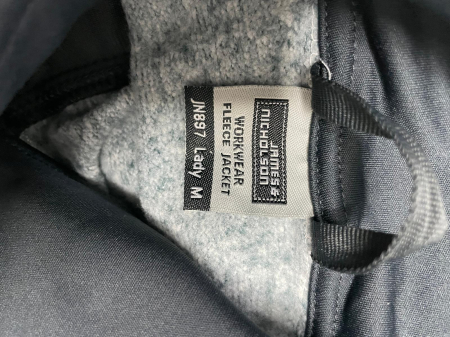 JAMES &
NICHOLSON
WORKWEAR
FLEECE JACKET
JN897 Lady M